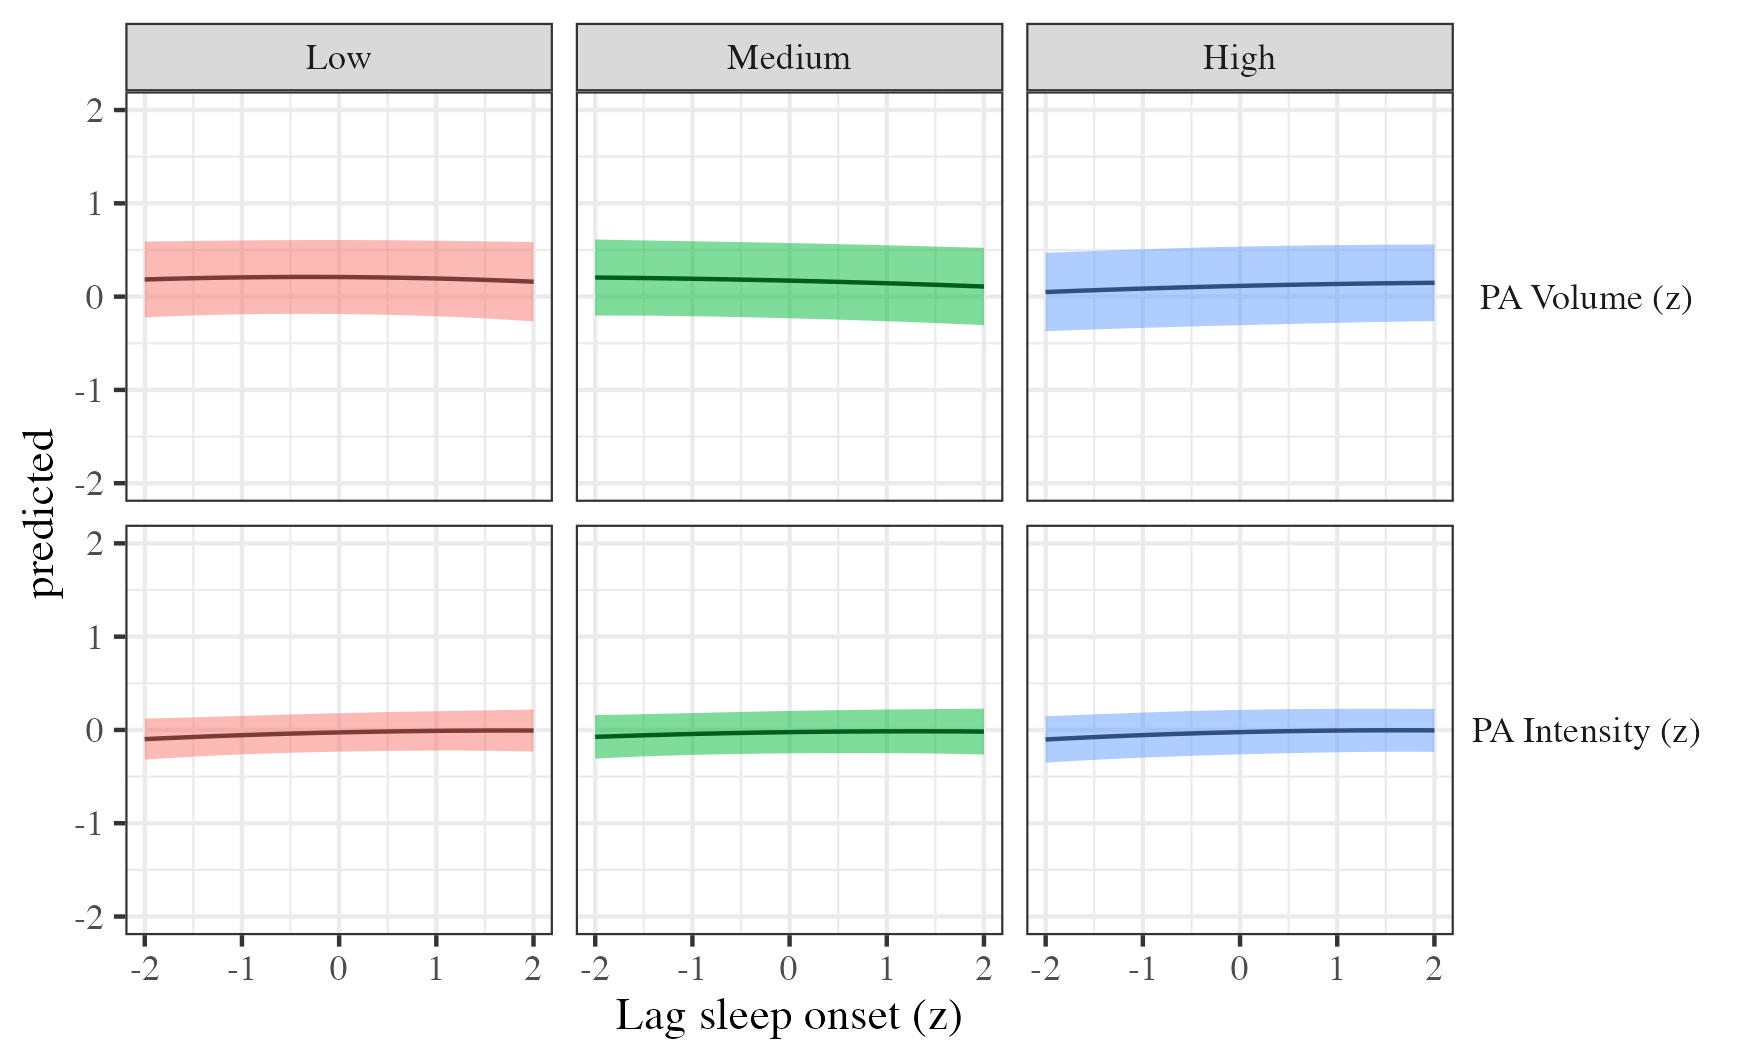 Low Medium High
2
1
0
-1
-2
PA Volume (z)
predicted
2
1
0
-1
-2
PA Intensity (z)
-2 -1 0 1 2 -2 -1 0 1 2 -2 -1 0 1 2
Lag sleep onset (z)